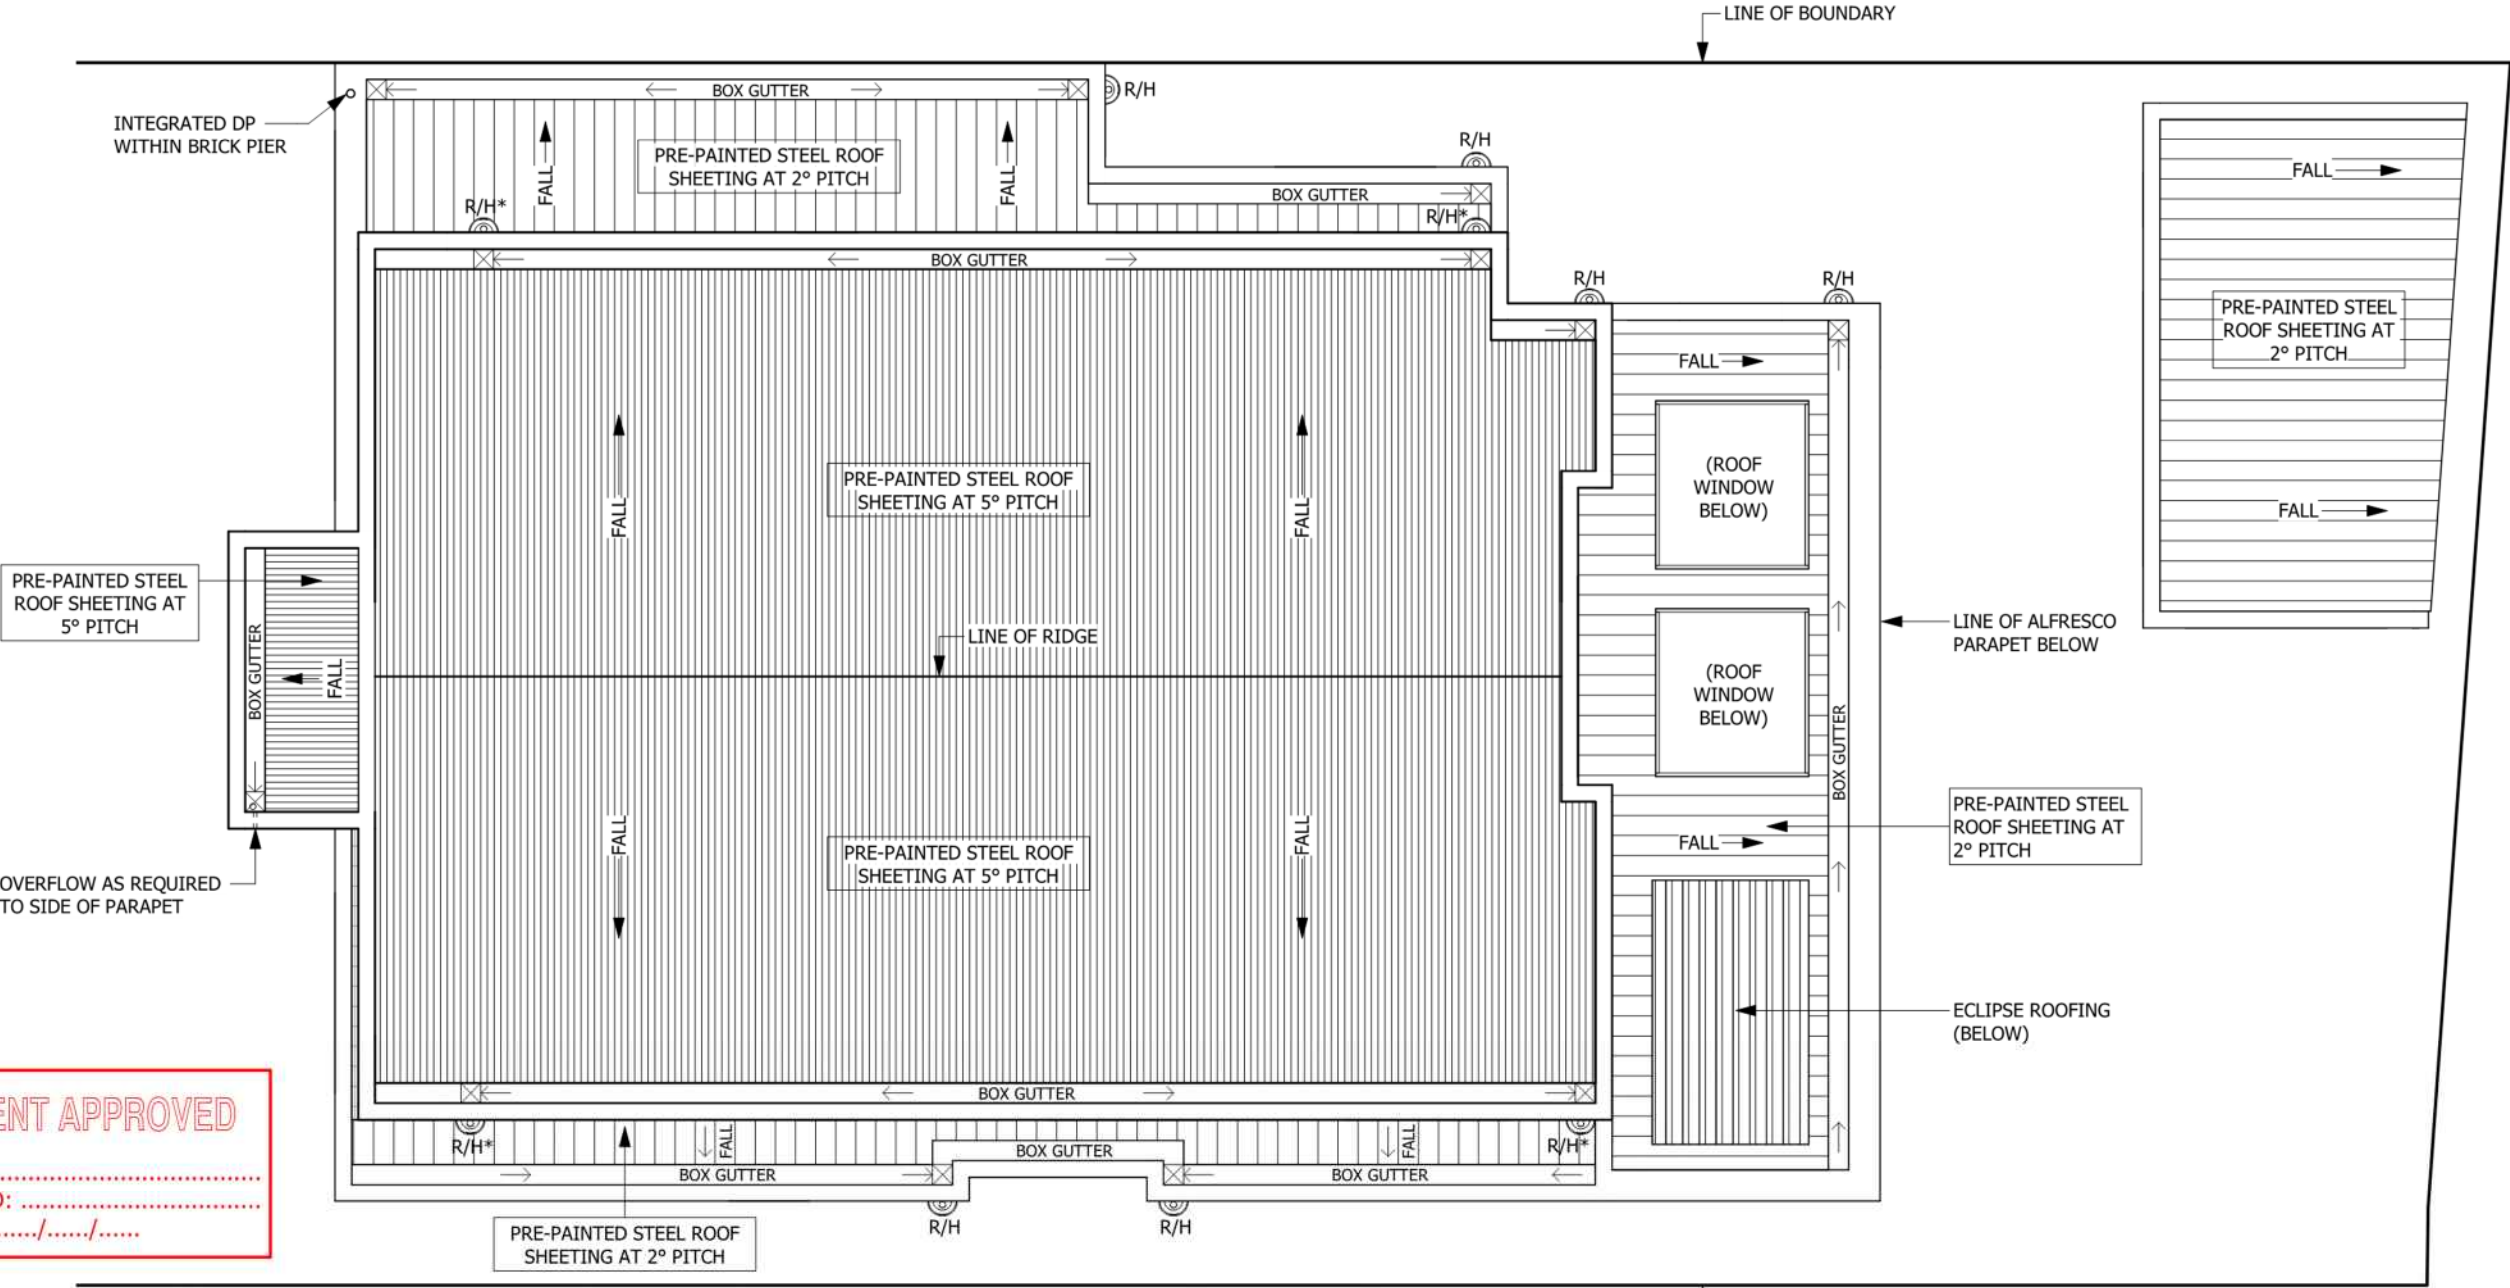 LINE OF BOUNDARY
BOX GUTTER
R/H
INTEGRATED DP
WITHIN BRICK PIER
PRE-PAINTED STEEL ROOF
SHEETING AT 2° PITCH
FALL
FALL
R/H
BOX GUTTER
R/H*
R/H*
FALL
BOX GUTTER
R/H
R/H
PRE-PAINTED STEEL
ROOF SHEETING AT
2° PITCH
FALL
FALL
FALL
FALL
PRE-PAINTED STEEL ROOF
SHEETING AT 5° PITCH
(ROOF
WINDOW
BELOW)
PRE-PAINTED STEEL
ROOF SHEETING AT
5° PITCH
BOX GUTTER
FALL
LINE OF RIDGE
LINE OF ALFRESCO
PARAPET BELOW
(ROOF
WINDOW
BELOW)
BOX GUTTER
PRE-PAINTED STEEL
ROOF SHEETING AT
2° PITCH
FALL
FALL
FALL
PRE-PAINTED STEEL ROOF
SHEETING AT 5° PITCH
OVERFLOW AS REQUIRED
TO SIDE OF PARAPET
ECLIPSE ROOFING
(BELOW)
BOX GUTTER
ENT APPROVED
R/H*
FALL
BOX GUTTER
FALL
R/H*
BOX GUTTER
BOX GUTTER
R/H
R/H
PRE-PAINTED STEEL ROOF
SHEETING AT 2° PITCH